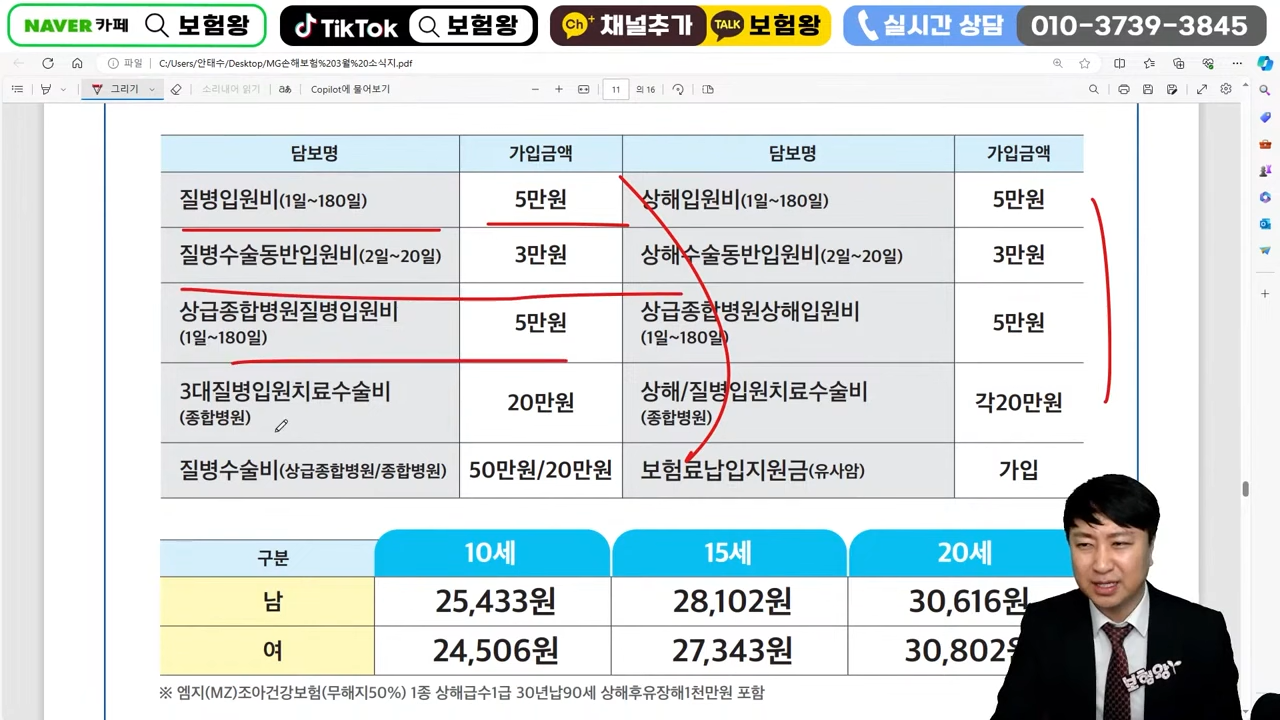 NAVER 카페 보험왕
TikTok 보험왕
Ch+ 채널추가 TALK 보험왕
실시간 상담 010-3739-3845
파일 C:/Users/안태수/Desktop/MG손해보험%203월%20소식지.pdf
그리기 소리내어 읽기 aあ Copilot에 물어보기
11 의 16
담보명 가입금액 담보명 가입금액
질병입원비(1일~180일) 5만원 상해입원비(1일~180일) 5만원
질병수술동반입원비(2일~20일) 3만원 상해수술동반입원비(2일~20일) 3만원
상급종합병원질병입원비
(1일~180일) 5만원 상급종합병원상해입원비
(1일~180일) 5만원
3대질병입원치료수술비
(종합병원) 20만원 상해/질병입원치료수술비
(종합병원) 각20만원
질병수술비(상급종합병원/종합병원) 50만원/20만원 보험료납입지원금(유사암) 가입
구분 10세 15세 20세
남 25,433원 28,102원 30,616원
여 24,506원 27,343원 30,802원
※ 엠지(MZ)조아건강보험(무해지50%) 1종 상해급수1급 30년납90세 상해후유장해1천만원 포함
보험왕